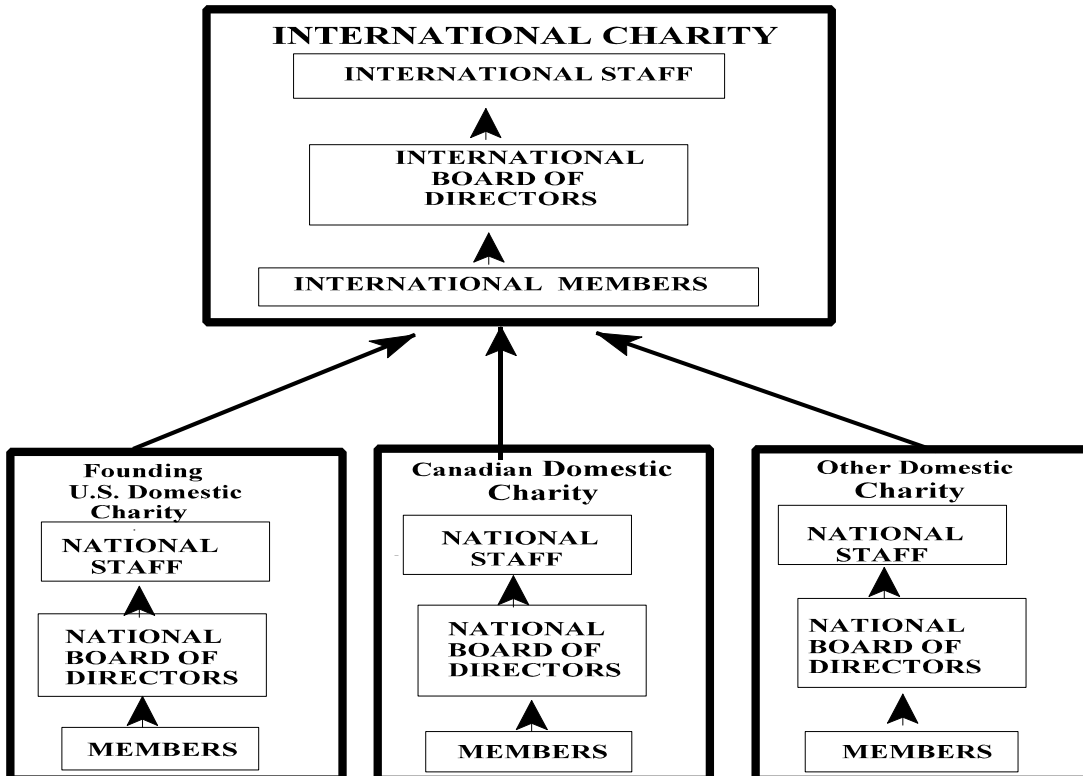 INTERNATIONAL CHARITY
INTERNATIONAL STAFF
INTERNATIONAL
BOARD OF
DIRECTORS
INTERNATIONAL MEMBERS
Founding
U.S. Domestic
Charity
NATIONAL
STAFF
NATIONAL
BOARD OF
DIRECTORS
MEMBERS
Canadian Domestic
Charity
NATIONAL
STAFF
NATIONAL
BOARD OF
DIRECTORS
MEMBERS
Other Domestic
Charity
NATIONAL
STAFF
NATIONAL
BOARD OF
DIRECTORS
MEMBERS